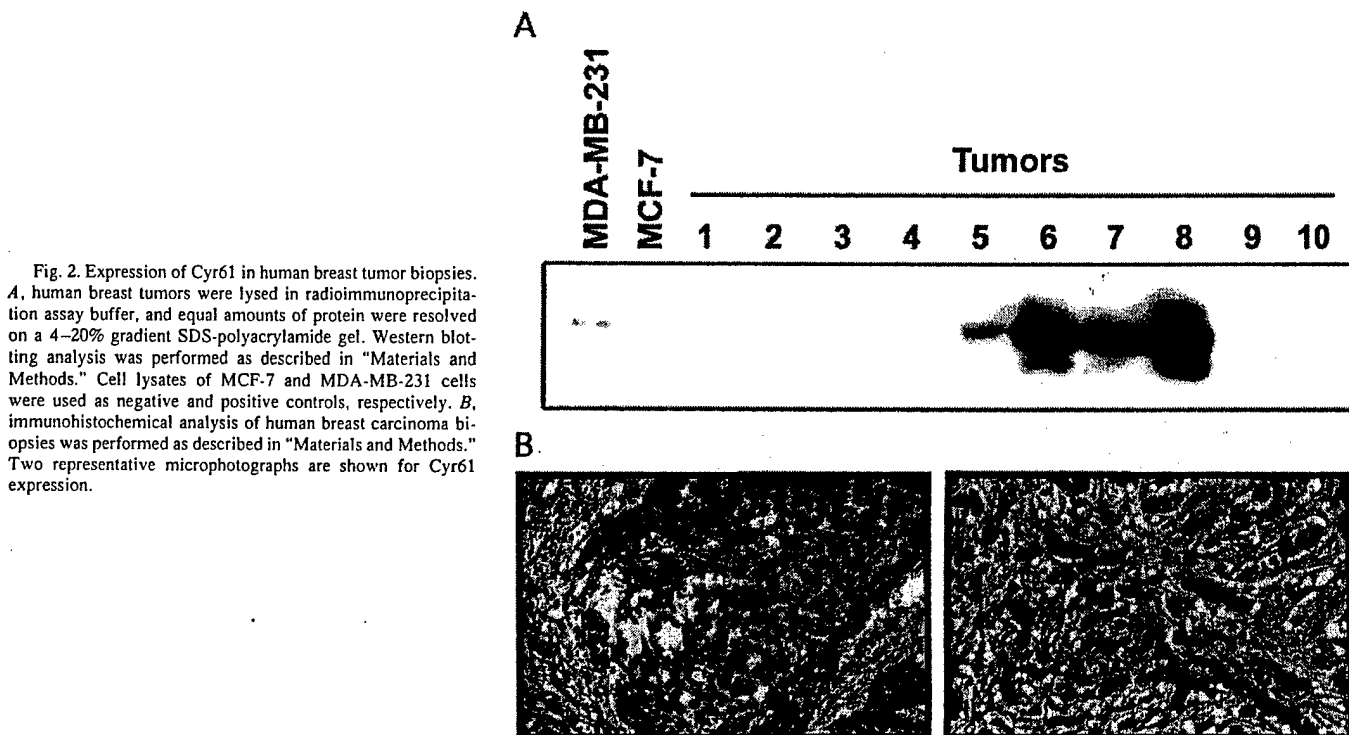 A
MDA-MB-231
MCF-7
Tumors
1 2 3 4 5 6 7 8 9 10
Fig. 2. Expression of Cyr61 in human breast tumor biopsies.
A, human breast tumors were lysed in radioimmunoprecipita-
tion assay buffer, and equal amounts of protein were resolved
on a 4–20% gradient SDS-polyacrylamide gel. Western blot-
ting analysis was performed as described in "Materials and
Methods." Cell lysates of MCF-7 and MDA-MB-231 cells
were used as negative and positive controls, respectively. B,
immunohistochemical analysis of human breast carcinoma bi-
opsies was performed as described in "Materials and Methods."
Two representative microphotographs are shown for Cyr61
expression.
B